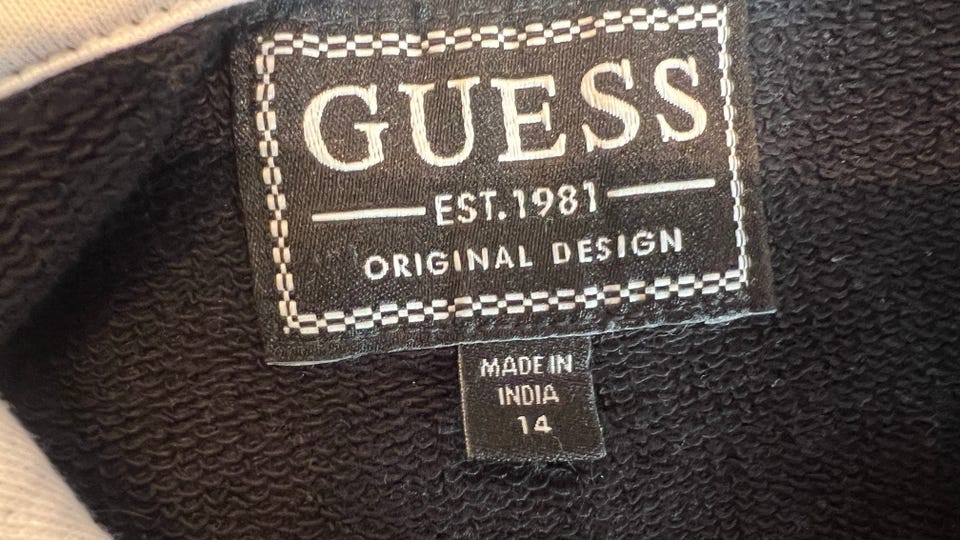 GUESS
EST.1981
ORIGINAL DESIGN
MADE IN
INDIA
14